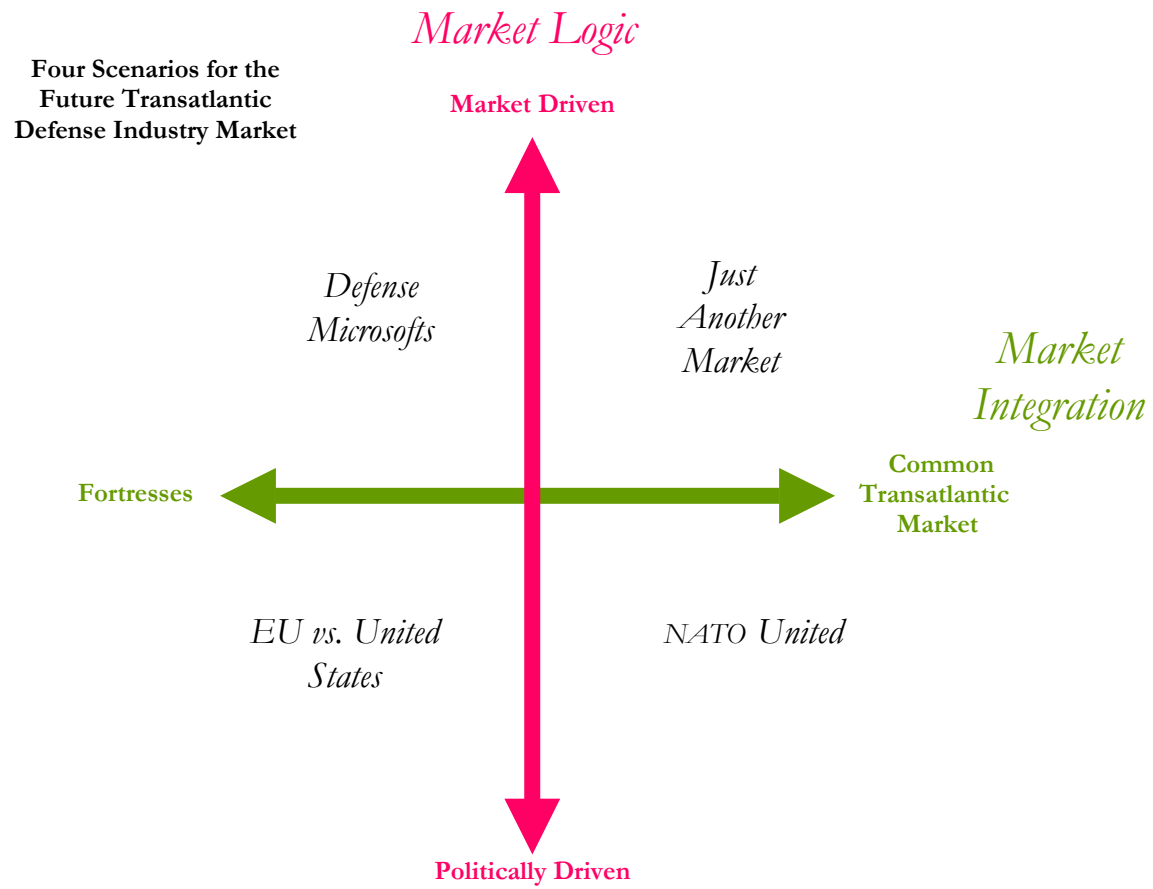 Market Logic
Four Scenarios for the
Future Transatlantic
Defense Industry Market
Market Driven
Defense
Microsofts
Just
Another
Market
Market
Integration
Fortresses
Common
Transatlantic
Market
EU vs. United
States
NATO United
Politically Driven